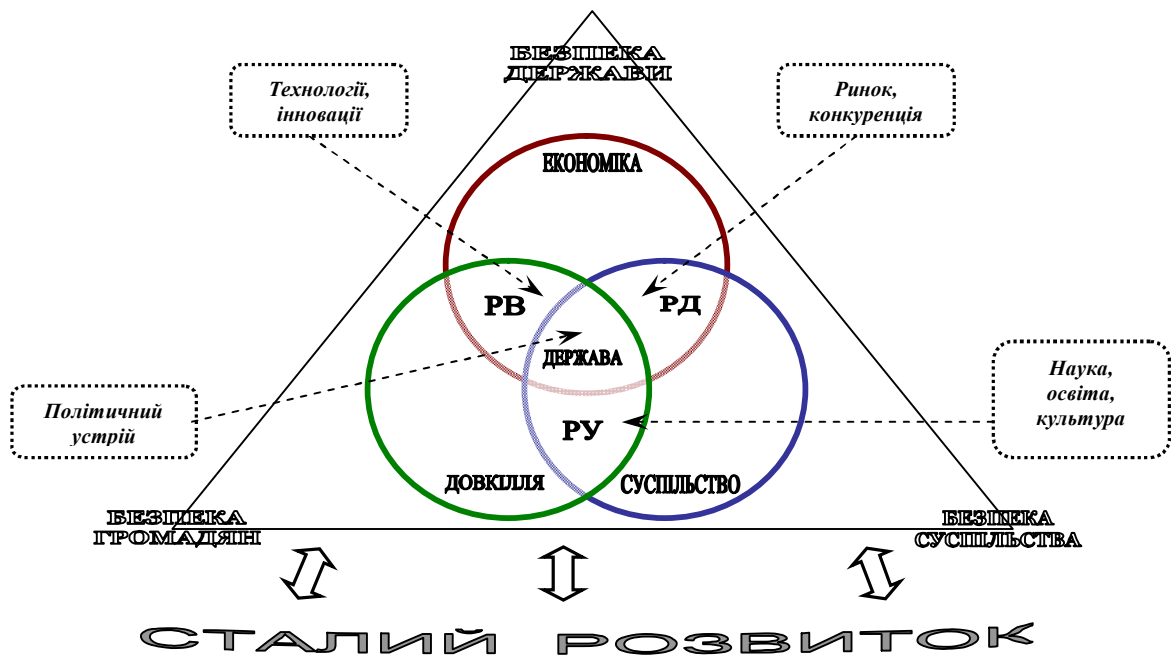 БЕЗПЕКА
ДЕРЖАВИ
Технології,
інновації
Ринок,
конкуренція
ЕКОНОМІКА
РВ
РД
ДЕРЖАВА
Політичний
устрій
Наука,
освіта,
культура
РУ
ДОВКІЛЛЯ
СУСПІЛЬСТВО
БЕЗПЕКА
ГРОМАДЯН
БЕЗПЕКА
СУСПІЛЬСТВА
СТАЛИЙ РОЗВИТОК